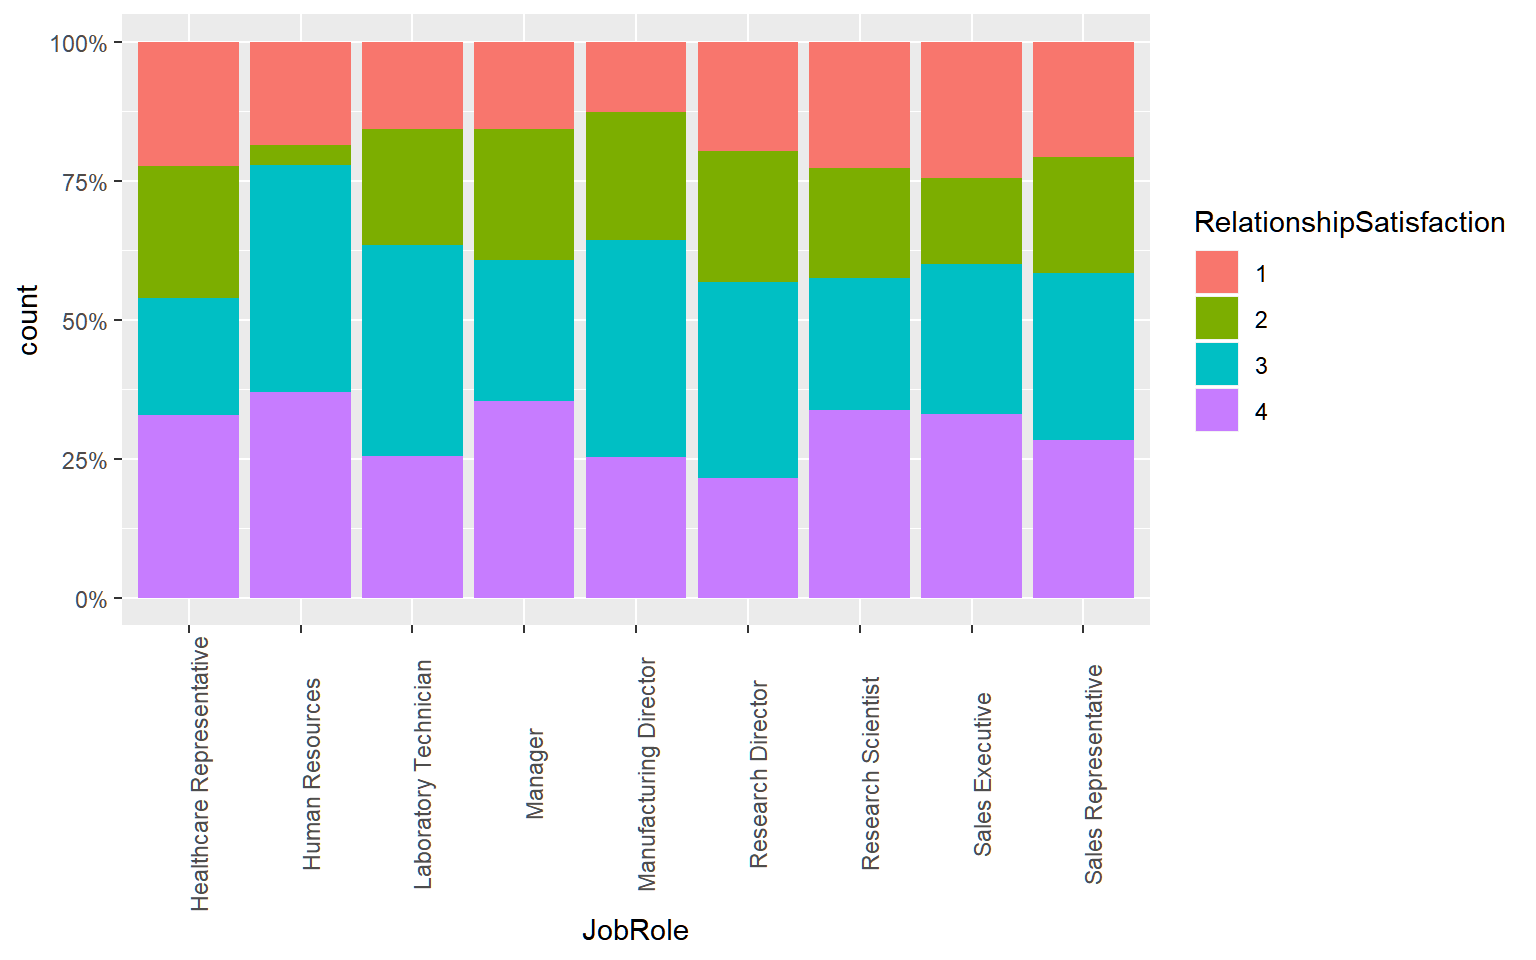 100%
75%
50%
25%
0%
count
Healthcare Representative
Human Resources
Laboratory Technician
Manager
Manufacturing Director
Research Director
Research Scientist
Sales Executive
Sales Representative
JobRole
RelationshipSatisfaction
1
2
3
4